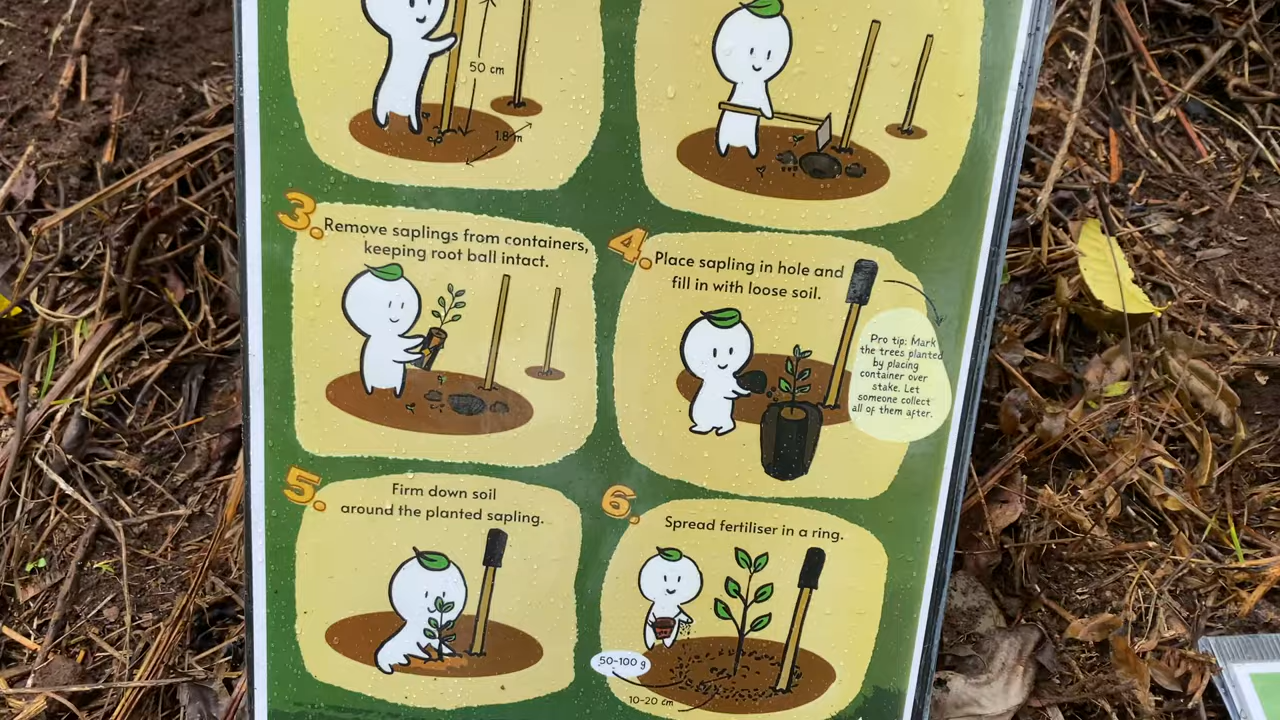 50 cm
1.8 m
3.
Remove saplings from containers,
keeping root ball intact.
4.
Place sapling in hole and
fill in with loose soil.
Pro tip: Mark
the trees planted
by placing
container over
stake. Let
someone collect
all of them after.
5.
Firm down soil
around the planted sapling.
6.
Spread fertiliser in a ring.
50-100 g
10-20 cm